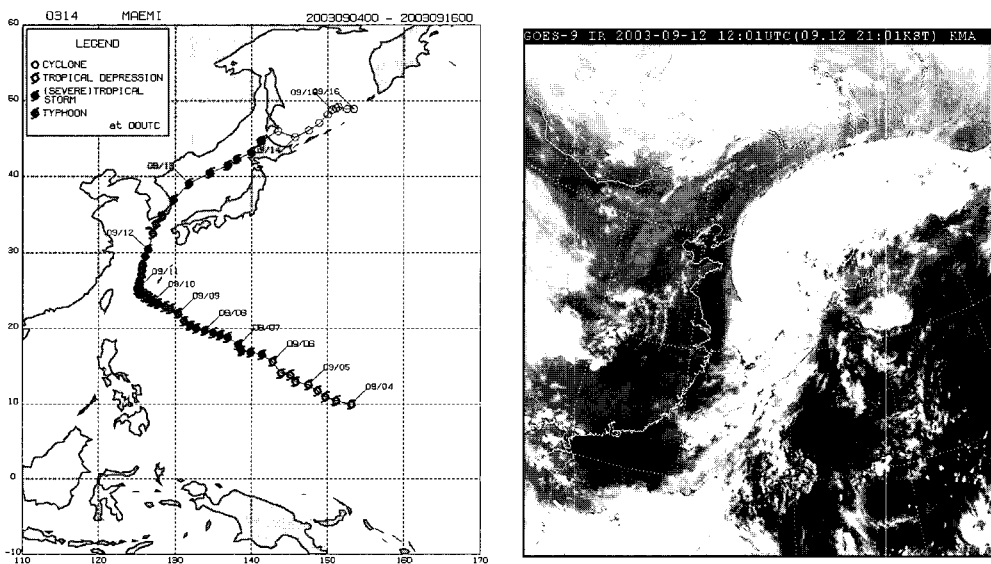 0314 MAEMI 2003090400 - 2003091600
LEGEND
CYCLONE
TROPICAL DEPRESSION
(SEVERE)TROPICAL
STORM
TYPHOON
at 00UTC
60
50
40
30
20
10
0
-10
110 120 130 140 150 160 170
09/16
09/14
09/13
09/12
09/11
09/10
09/09
09/08
09/07
09/06
09/05
09/04
GOES-9 IR 2003-09-12 12:01UTC(09.12 21:01KST) KMA